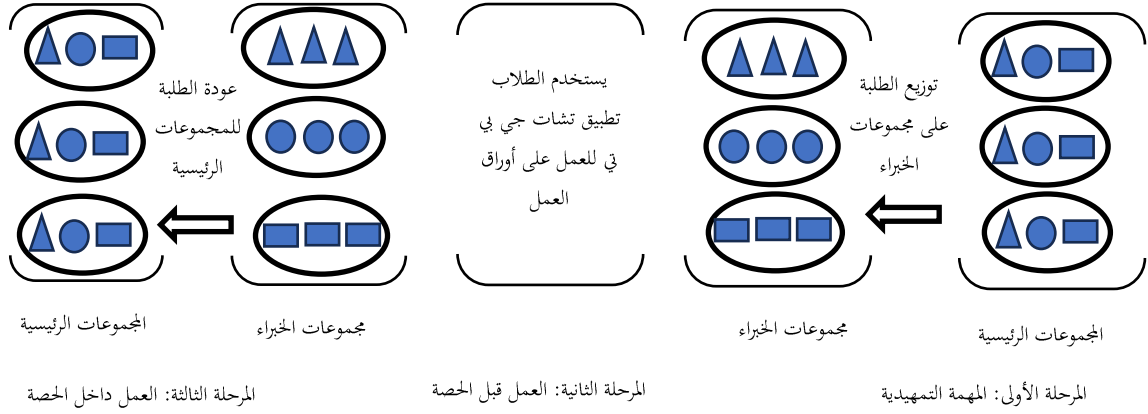 توزيع الطلبة
على مجموعات
الخبراء
يستخدم الطلاب
تطبيق تشات جي بي
تي للعمل على أوراق
العمل
عودة الطلبة
للمجموعات
الرئيسية
المجموعات الرئيسية
مجموعات الخبراء
مجموعات الخبراء
المجموعات الرئيسية
المرحلة الأولى: المهمة التمهيدية
المرحلة الثانية: العمل قبل الحصة
المرحلة الثالثة: العمل داخل الحصة